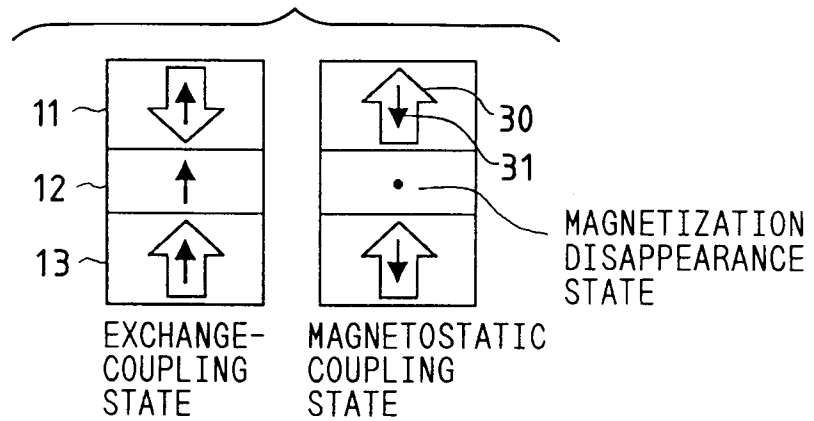 11
12
13
30
31
MAGNETIZATION
DISAPPEARANCE
STATE
EXCHANGE-
COUPLING
STATE
MAGNETOSTATIC
COUPLING
STATE